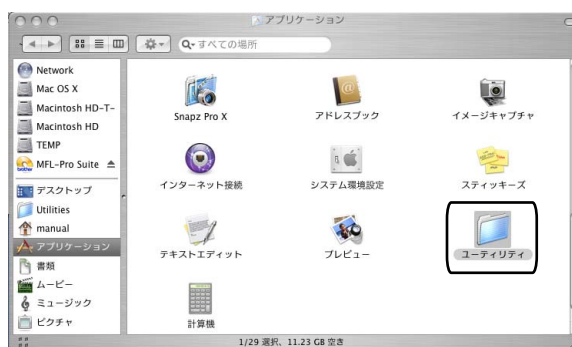 アプリケーション
すべての場所
Network
Mac OS X
Macintosh HD-T-
Macintosh HD
TEMP
MFL-Pro Suite
デスクトップ
Utilities
manual
アプリケーション
書類
ムービー
ミュージック
ピクチャ
Snapz Pro X
アドレスブック
イメージキャプチャ
インターネット接続
システム環境設定
スティッキーズ
テキストエディット
プレビュー
ユーティリティ
計算機
1/29 選択、11.23 GB 空き